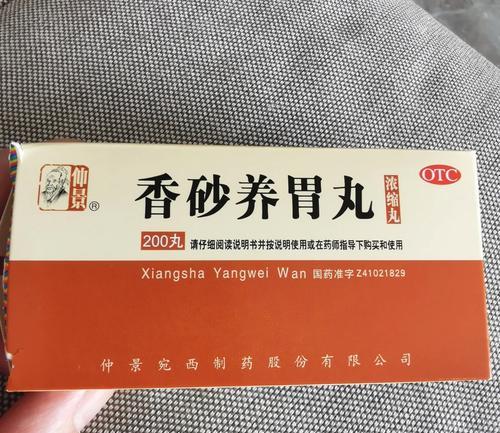 仲景®
香砂养胃丸
浓缩丸
OTC
200丸 请仔细阅读说明书并按说明使用或在药师指导下购买和使用
Xiangsha Yangwei Wan 国药准字Z41021829
仲景宛西制药股份有限公司